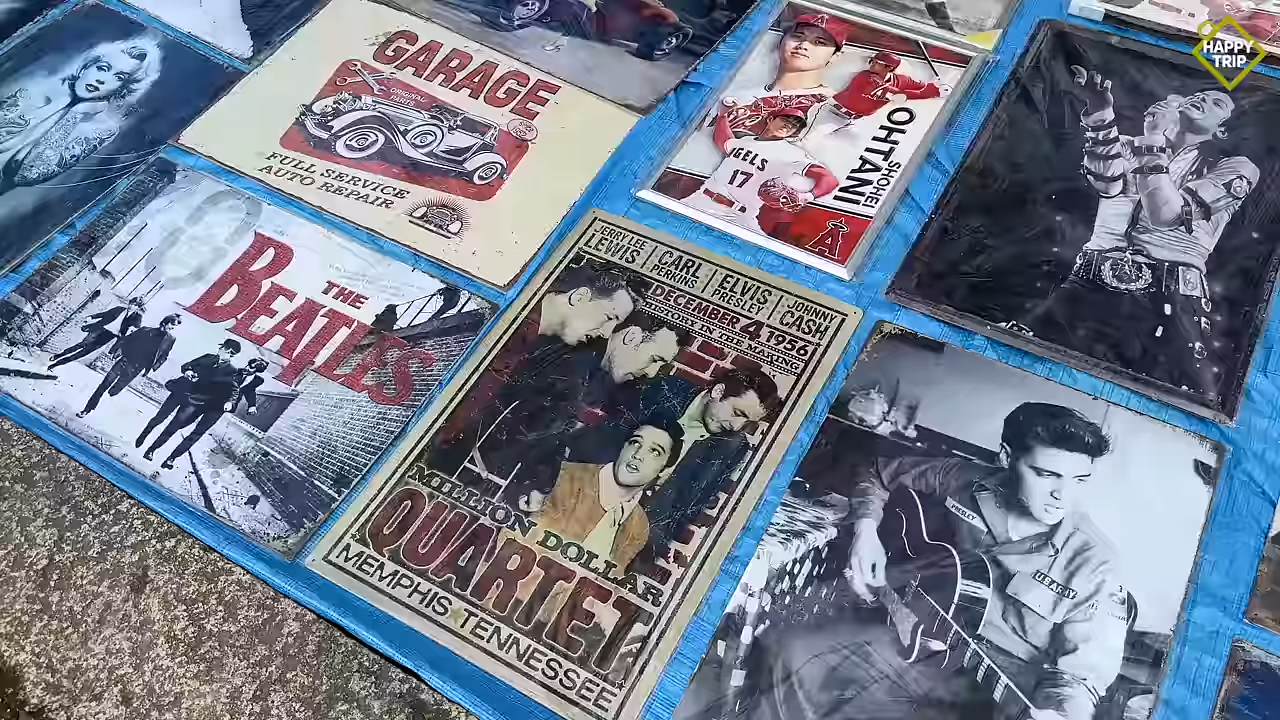 HAPPY
TRIP
GARAGE
ORIGINAL
PARTS
FULL SERVICE
AUTO REPAIR
OHTANI
SHOHEI
ANGELS
17
A
THE
BEATLES
JERRY LEE
LEWIS
CARL
PERKINS
ELVIS
PRESLEY
JOHNNY
CASH
DECEMBER 4, 1956
HISTORY IN THE MAKING
MILLION DOLLAR
QUARTET
MEMPHIS TENNESSEE
PRESLEY
U.S. ARMY